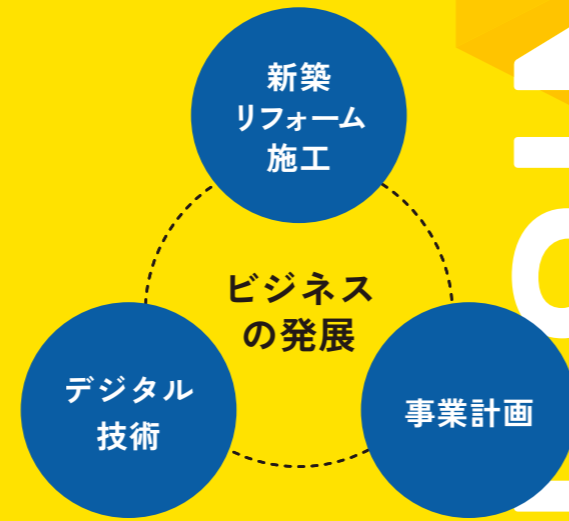 新築
リフォーム
施工
ビジネス
の発展
デジタル
技術
事業計画